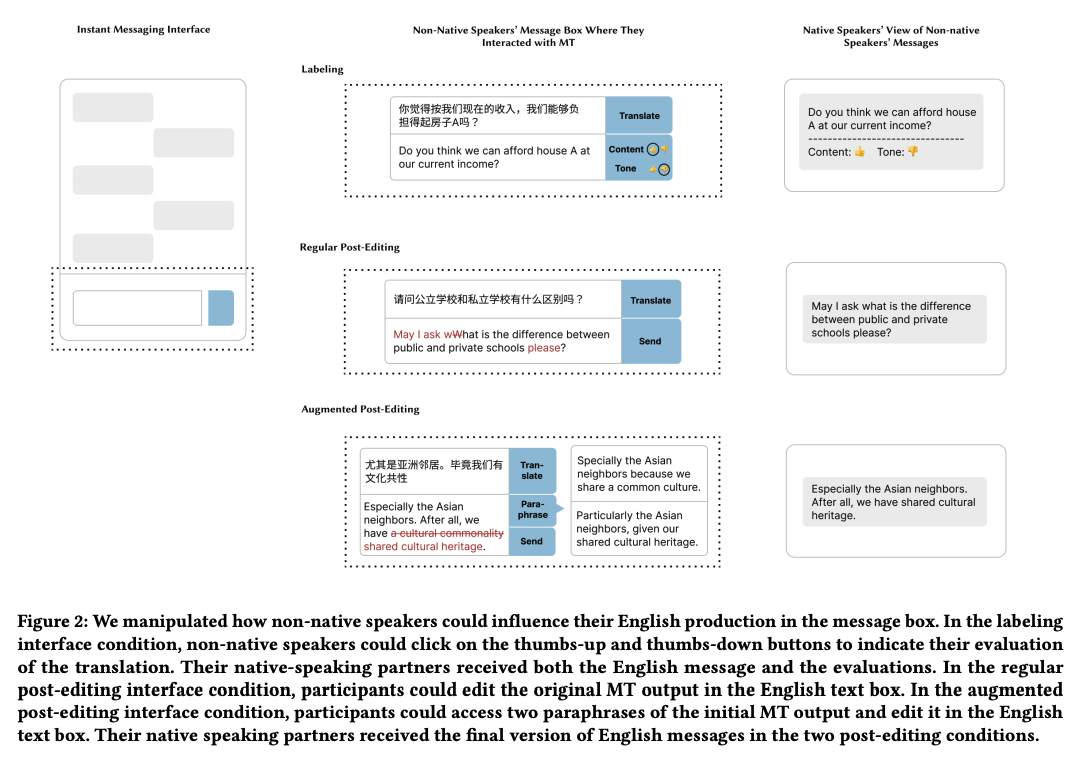 Instant Messaging Interface
Non-Native Speakers' Message Box Where They
Interacted with MT
Native Speakers' View of Non-native
Speakers' Messages
Labeling
你觉得按我们现在的收入，我们能够负
担得起房子A吗？
Translate
Do you think we can afford house A at
our current income?
Content 👍 👎
Tone 👍 👎
Do you think we can afford house
A at our current income?
---------------------------------
Content: 👍 Tone: 👎
Regular Post-Editing
请问公立学校和私立学校有什么区别吗？
Translate
May I ask wWhat is the difference between
public and private schools please?
Send
May I ask what is the difference
between public and private
schools please?
Augmented Post-Editing
尤其是亚洲邻居。毕竟我们有
文化共性
Tran-
slate
Especially the Asian
neighbors. After all, we
have a cultural commonality
shared cultural heritage.
Para-
phrase
Send
Specially the Asian
neighbors because we
share a common culture.
Particularly the Asian
neighbors, given our
shared cultural heritage.
Especially the Asian neighbors.
After all, we have shared cultural
heritage.
Figure 2: We manipulated how non-native speakers could influence their English production in the message box. In the labeling
interface condition, non-native speakers could click on the thumbs-up and thumbs-down buttons to indicate their evaluation
of the translation. Their native-speaking partners received both the English message and the evaluations. In the regular
post-editing interface condition, participants could edit the original MT output in the English text box. In the augmented
post-editing interface condition, participants could access two paraphrases of the initial MT output and edit it in the English
text box. Their native speaking partners received the final version of English messages in the two post-editing conditions.